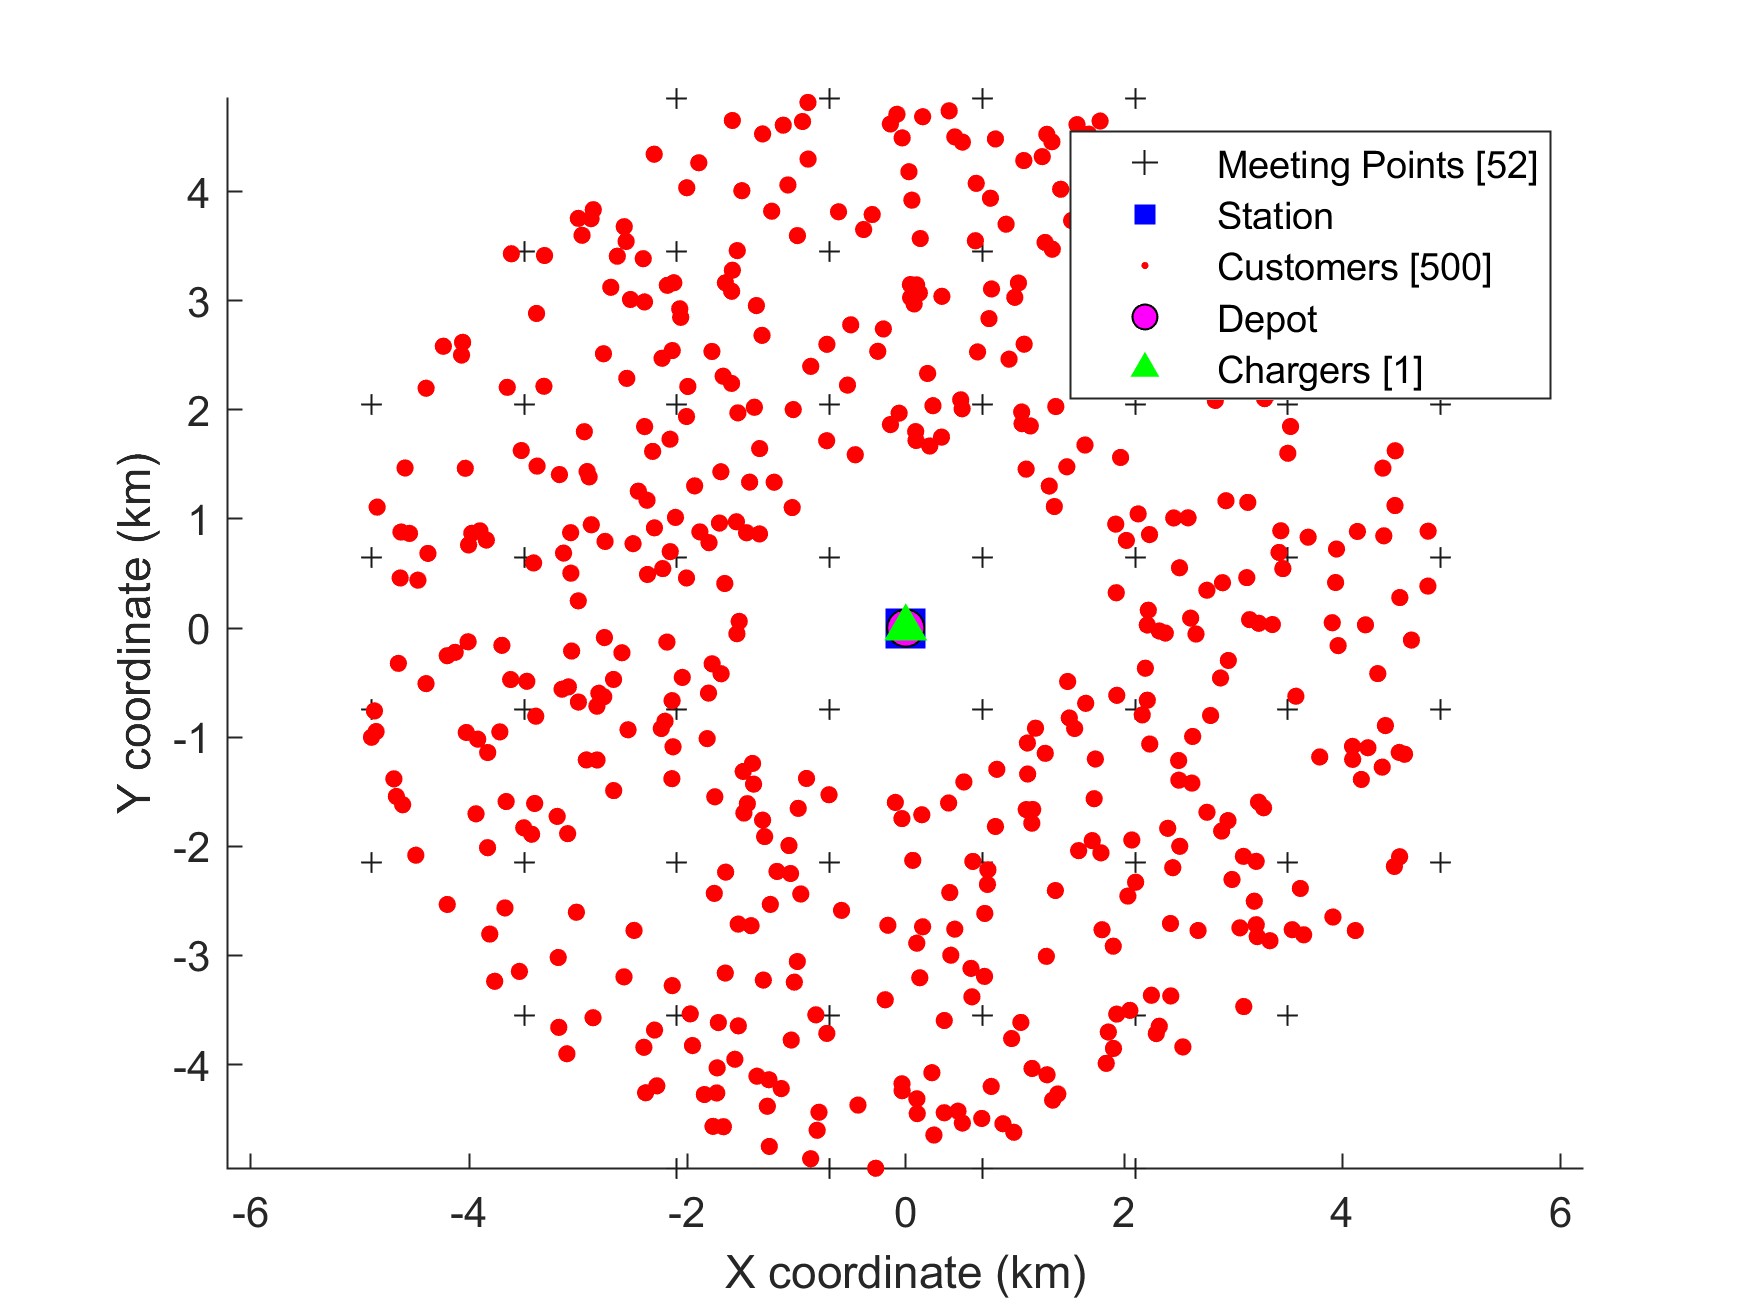 Meeting Points [52]
Station
Customers [500]
Depot
Chargers [1]
4
3
2
1
0
-1
-2
-3
-4
Y coordinate (km)
-6 -4 -2 0 2 4 6
X coordinate (km)